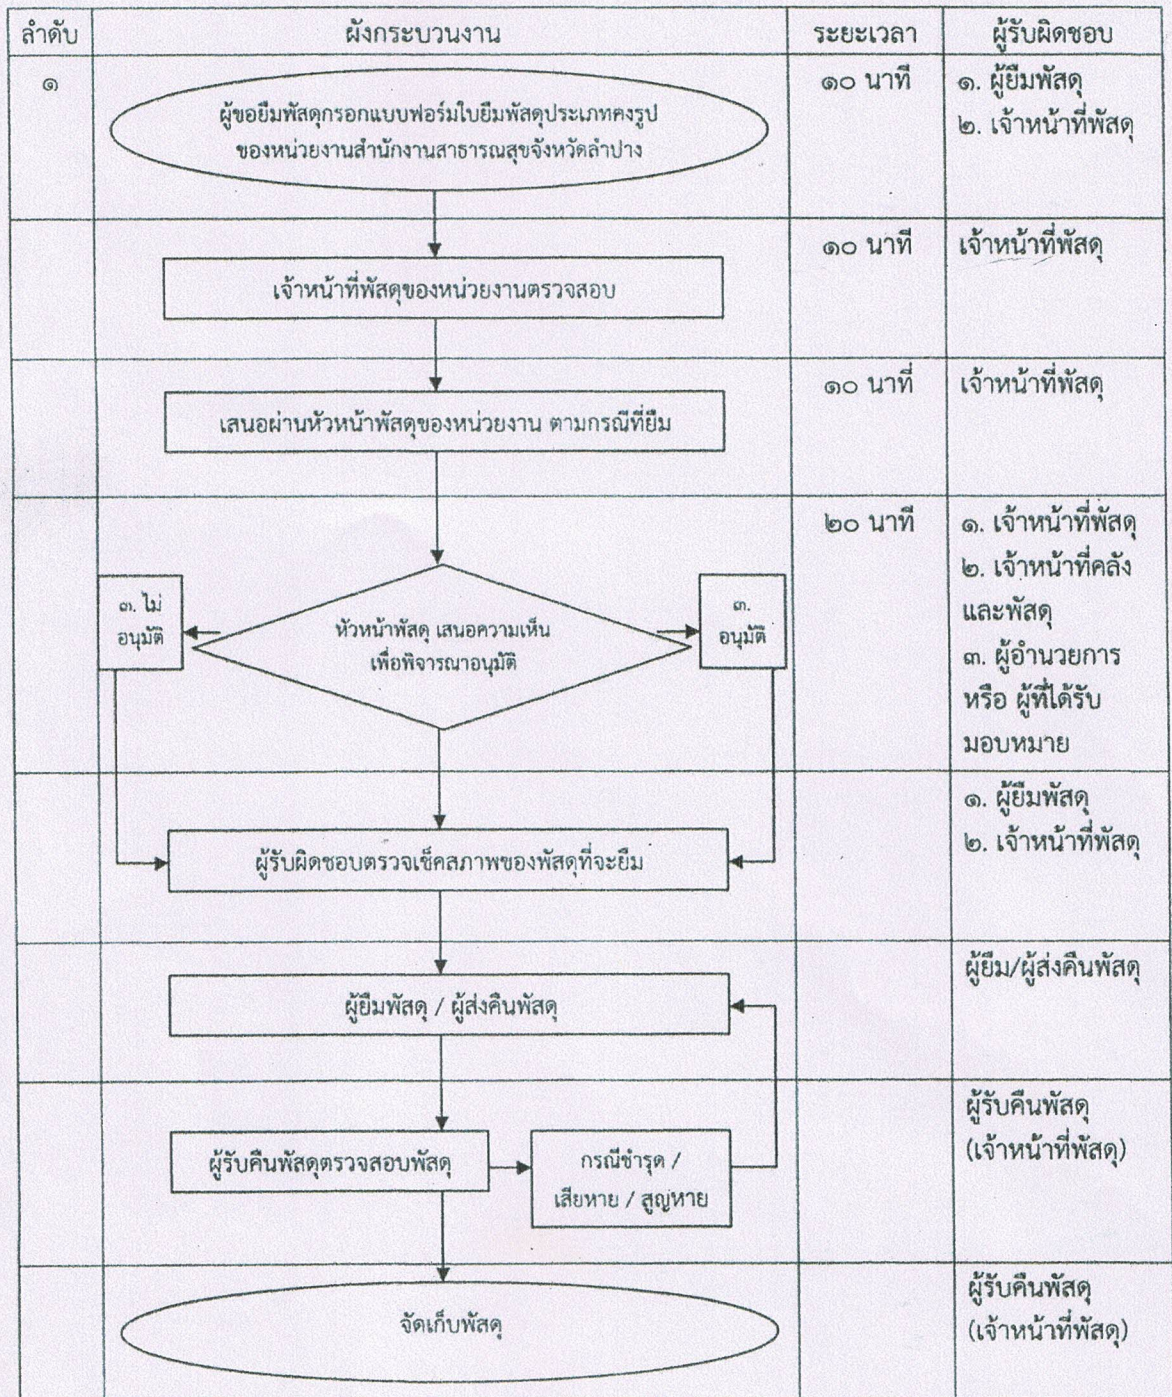 ลำดับ ผังกระบวนงาน ระยะเวลา ผู้รับผิดชอบ
๑
ผู้ขอยืมพัสดุกรอกแบบฟอร์มใบยืมพัสดุประเภทคงรูป
ของหน่วยงานสำนักงานสาธารณสุขจังหวัดลำปาง
๑๐ นาที
๑. ผู้ยืมพัสดุ
๒. เจ้าหน้าที่พัสดุ
เจ้าหน้าที่พัสดุของหน่วยงานตรวจสอบ
๑๐ นาที
เจ้าหน้าที่พัสดุ
เสนอผ่านหัวหน้าพัสดุของหน่วยงาน ตามกรณีที่ยืม
๑๐ นาที่
เจ้าหน้าที่พัสดุ
๓. ไม่
อนุมัติ
หัวหน้าพัสดุ เสนอความเห็น
เพื่อพิจารณาอนุมัติ
๓.
อนุมัติ
๒๐ นาที
๑. เจ้าหน้าที่พัสดุ
๒. เจ้าหน้าที่คลัง
และพัสดุ
๓. ผู้อำนวยการ
หรือ ผู้ที่ได้รับ
มอบหมาย
ผู้รับผิดชอบตรวจเช็คสภาพของพัสดุที่จะยืม
๑. ผู้ยืมพัสดุ
๒. เจ้าหน้าที่พัสดุ
ผู้ยืมพัสดุ / ผู้ส่งคืนพัสดุ
ผู้ยืม/ผู้ส่งคืนพัสดุ
ผู้รับคืนพัสดุตรวจสอบพัสดุ
กรณีชำรุด /
เสียหาย / สูญหาย
ผู้รับคืนพัสดุ
(เจ้าหน้าที่พัสดุ)
จัดเก็บพัสดุ
ผู้รับคืนพัสดุ
(เจ้าหน้าที่พัสดุ)